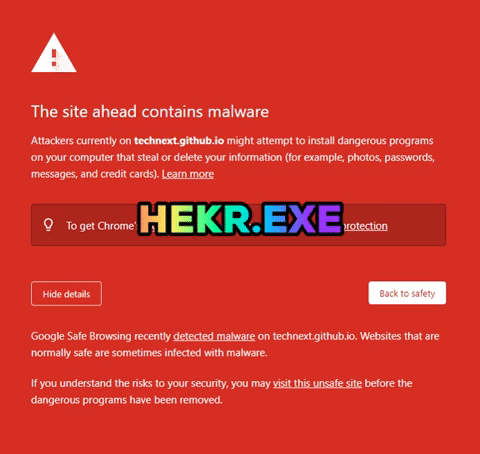 The site ahead contains malware
Attackers currently on technext.github.io might attempt to install dangerous programs
on your computer that steal or delete your information (for example, photos, passwords,
messages, and credit cards). Learn more
To get Chrome's protection
HEKR.EXE
Hide details
Back to safety
Google Safe Browsing recently detected malware on technext.github.io. Websites that are
normally safe are sometimes infected with malware.
If you understand the risks to your security, you may visit this unsafe site before the
dangerous programs have been removed.